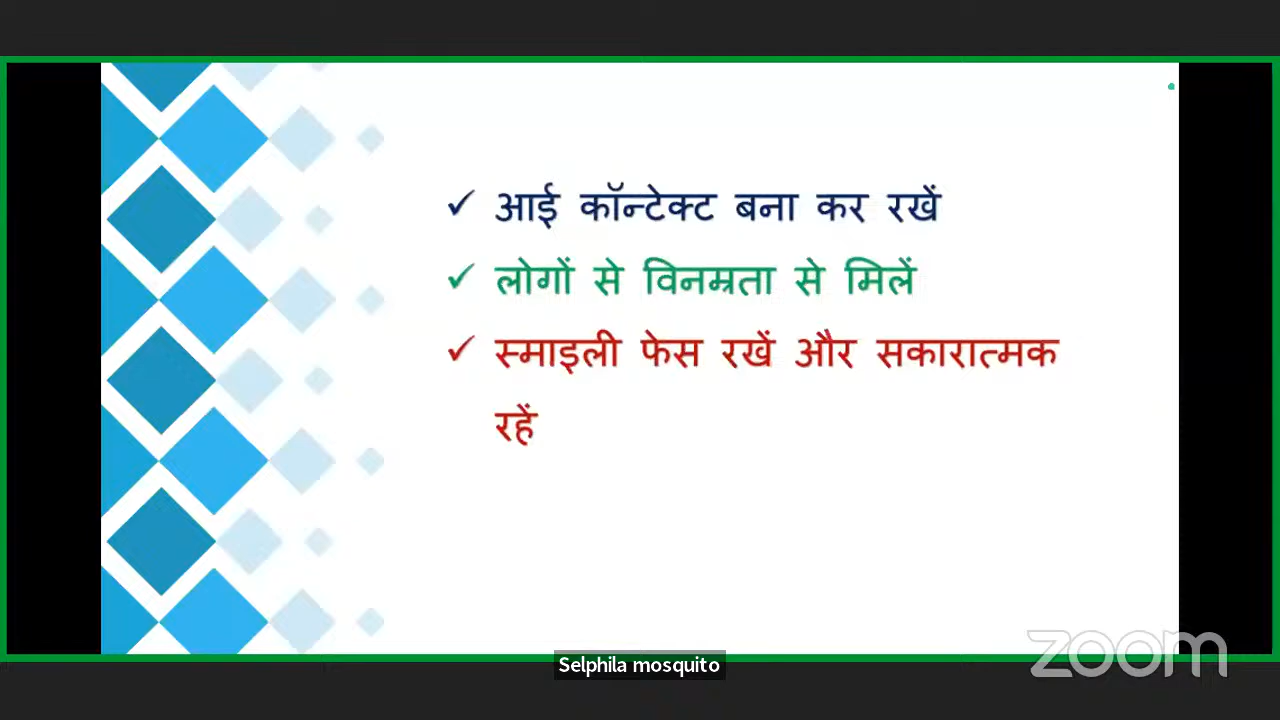 ✓ आई कॉन्टेक्ट बना कर रखें
✓ लोगों से विनम्रता से मिलें
✓ स्माइली फेस रखें और सकारात्मक
रहें
Selphila mosquito
zoom